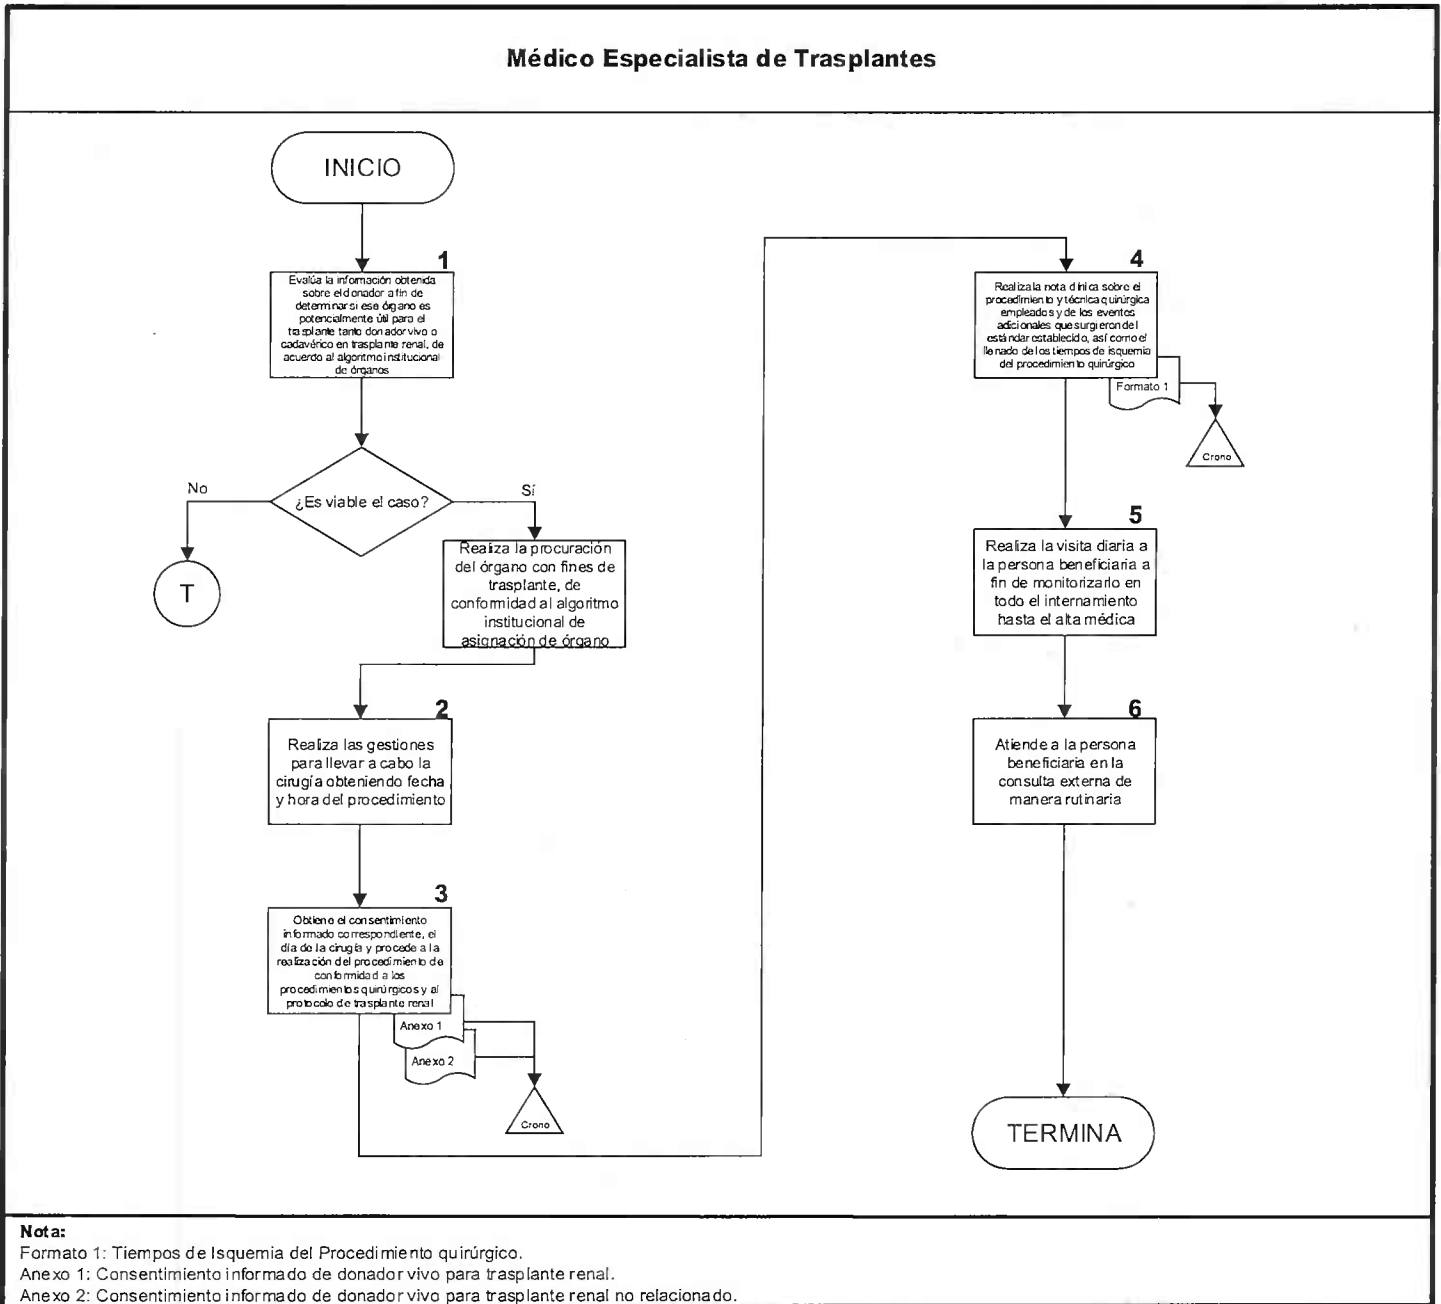 Médico Especialista de Trasplantes
INICIO
1
Evalúa la información obtenida
sobre el donador a fin de
determinar si ese órgano es
potencialmente útil para el
trasplante tanto donador vivo o
cadavérico en trasplante renal, de
acuerdo al algoritmo institucional
de órganos
¿Es viable el caso?
No
Sí
T
Realiza la procuración
del órgano con fines de
trasplante, de
conformidad al algoritmo
institucional de
asignación de órgano
2
Realiza las gestiones
para llevar a cabo la
cirugía obteniendo fecha
y hora del procedimiento
3
Obtiene el consentimiento
informado correspondiente, el
día de la cirugía y procede a la
realización del procedimiento de
conformidad a los
procedimientos quirúrgicos y al
protocolo de trasplante renal
Anexo 1
Anexo 2
Crono
4
Realiza la nota clínica sobre el
procedimiento y técnica quirúrgica
empleados y de los eventos
adicionales que surgieron del
estándar establecido, así como el
llenado de los tiempos de isquemia
del procedimiento quirúrgico
Formato 1
Crono
5
Realiza la visita diaria a
la persona beneficiaria a
fin de monitorizarlo en
todo el internamiento
hasta el alta médica
6
Atiende a la persona
beneficiaria en la
consulta externa de
manera rutinaria
TERMINA
Nota:
Formato 1: Tiempos de Isquemia del Procedimiento quirúrgico.
Anexo 1: Consentimiento informado de donador vivo para trasplante renal.
Anexo 2: Consentimiento informado de donador vivo para trasplante renal no relacionado.